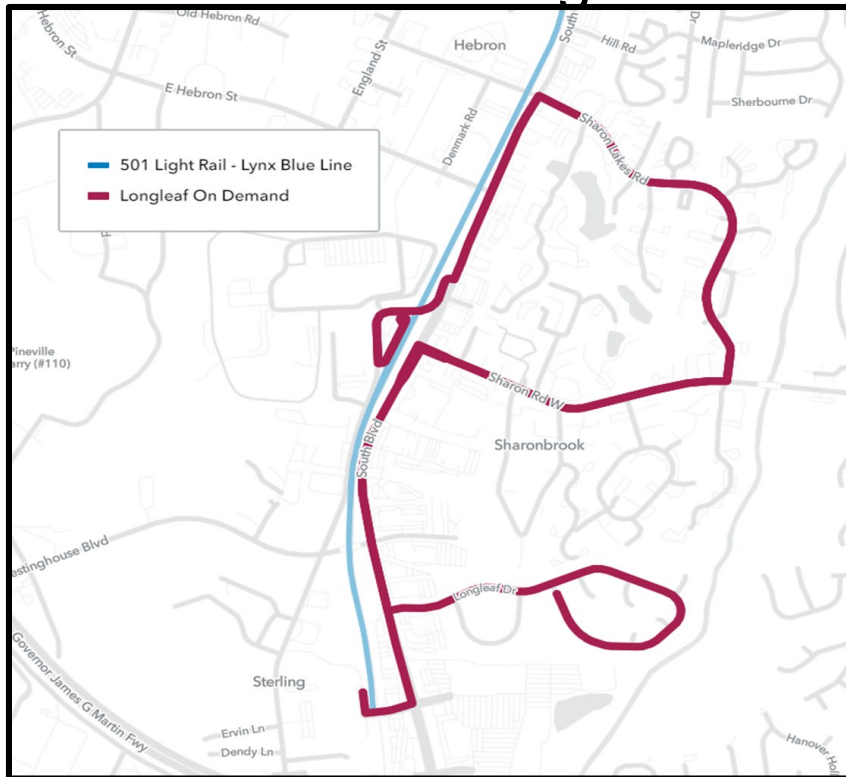 Old Hebron Rd
Hebron St
England St
Hebron
South
Hill Rd
Dr
Mapleridge Dr
E Hebron St
Sherbourne Dr
Denmark Rd
Sharon Lakes Rd
501 Light Rail - Lynx Blue Line
Longleaf On Demand
Pineville
arry (#110)
Sharon Rd W
South Blvd
Sharonbrook
estinghouse Blvd
Longleaf Dr
Governor James G Martin Fwy
Sterling
Ervin Ln
Dendy Ln
Hanover Holl